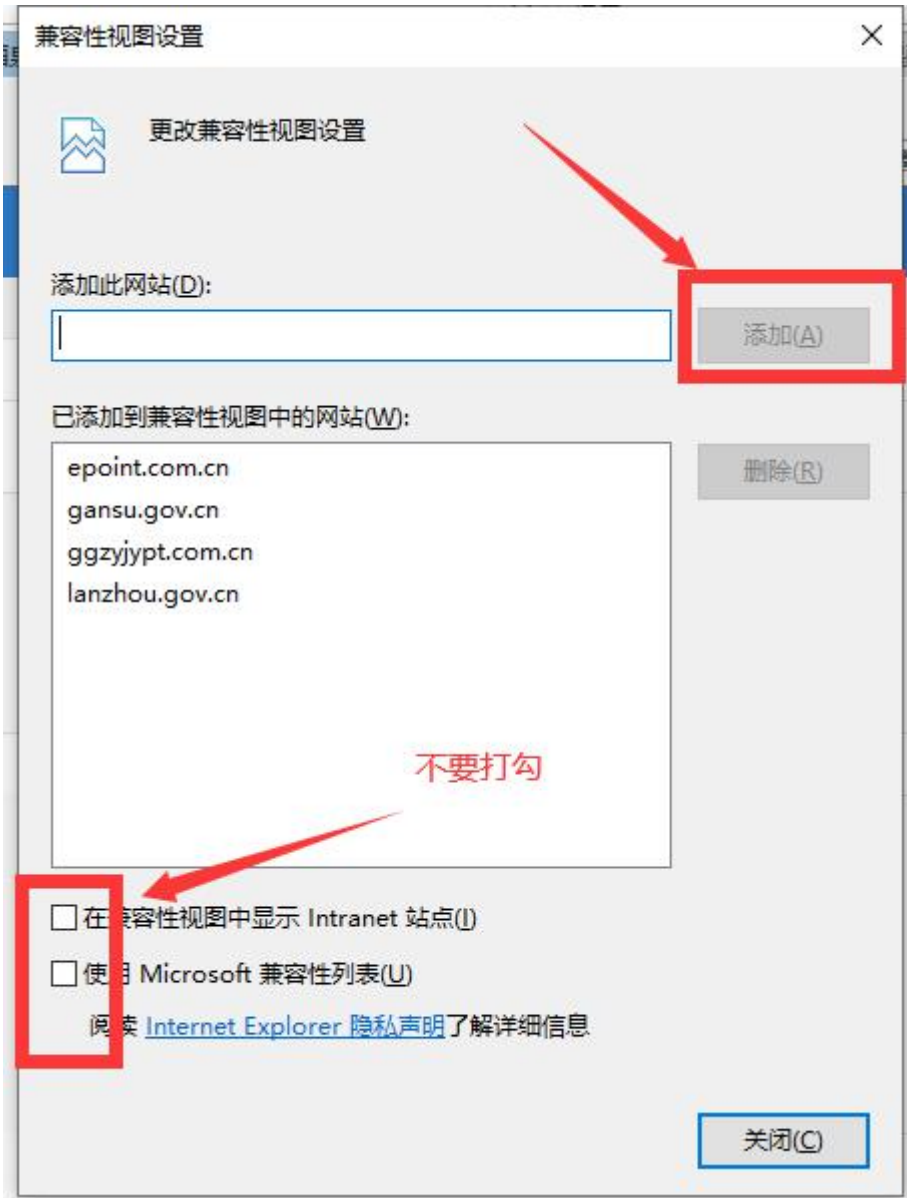 兼容性视图设置
更改兼容性视图设置
添加此网站(D):
添加(A)
已添加到兼容性视图中的网站(W):
epoint.com.cn
gansu.gov.cn
ggzyjypt.com.cn
lanzhou.gov.cn
删除(R)
不要打勾
在兼容性视图中显示 Intranet 站点(I)
使用 Microsoft 兼容性列表(U)
阅读 Internet Explorer 隐私声明了解详细信息
关闭(C)